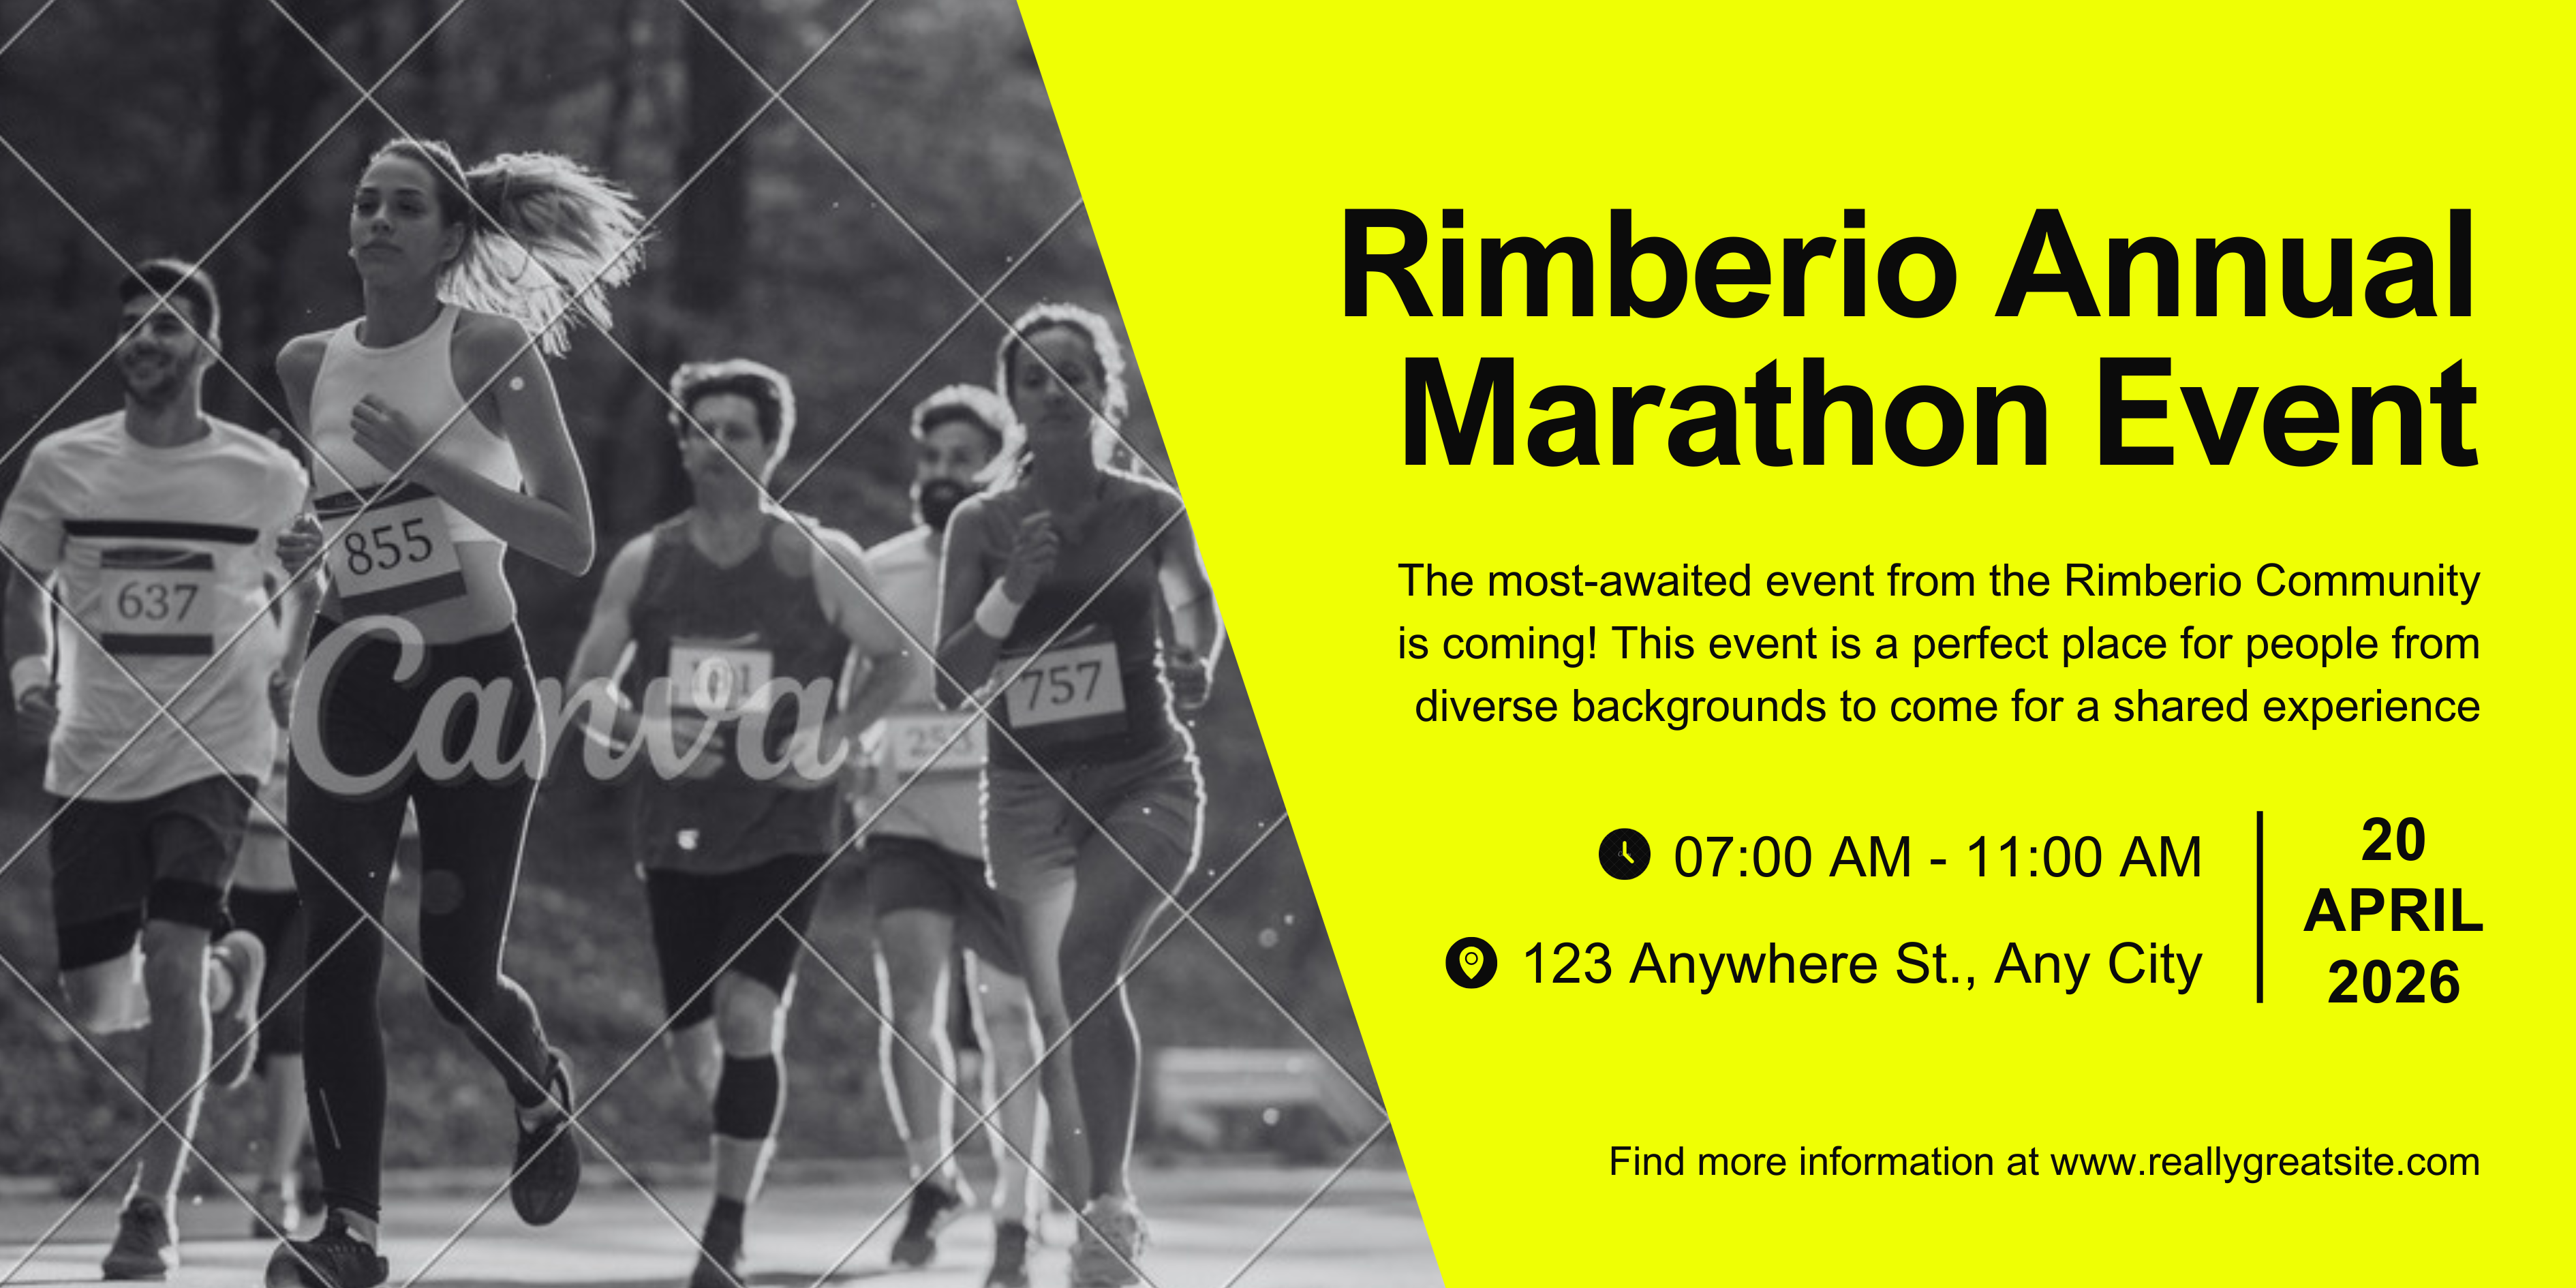 Rimberio Annual
Marathon Event
The most-awaited event from the Rimberio Community
is coming! This event is a perfect place for people from
diverse backgrounds to come for a shared experience
07:00 AM - 11:00 AM
123 Anywhere St., Any City
20
APRIL
2026
Find more information at www.reallygreatsite.com
637
855
757
Canva